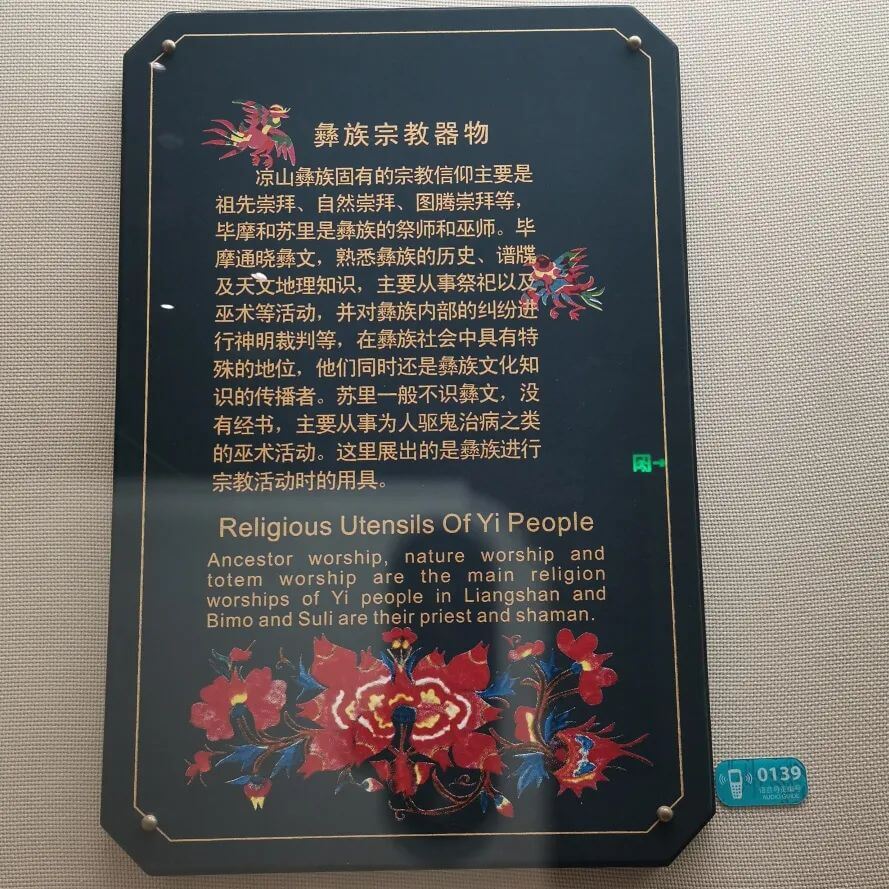 彝族宗教器物
凉山彝族固有的宗教信仰主要是
祖先崇拜、自然崇拜、图腾崇拜等，
毕摩和苏里是彝族的祭师和巫师。毕
摩通晓彝文，熟悉彝族的历史、谱牒
及天文地理知识，主要从事祭祀以及
巫术等活动，并对彝族内部的纠纷进
行神明裁判等，在彝族社会中具有特
殊的地位，他们同时还是彝族文化知
识的传播者。苏里一般不识彝文，没
有经书，主要从事为人驱鬼治病之类
的巫术活动。这里展出的是彝族进行
宗教活动时的用具。
Religious Utensils Of Yi People
Ancestor worship, nature worship and
totem worship are the main religion
worships of Yi people in Liangshan and
Bimo and Suli are their priest and shaman.
0139
AUDIO GUIDE